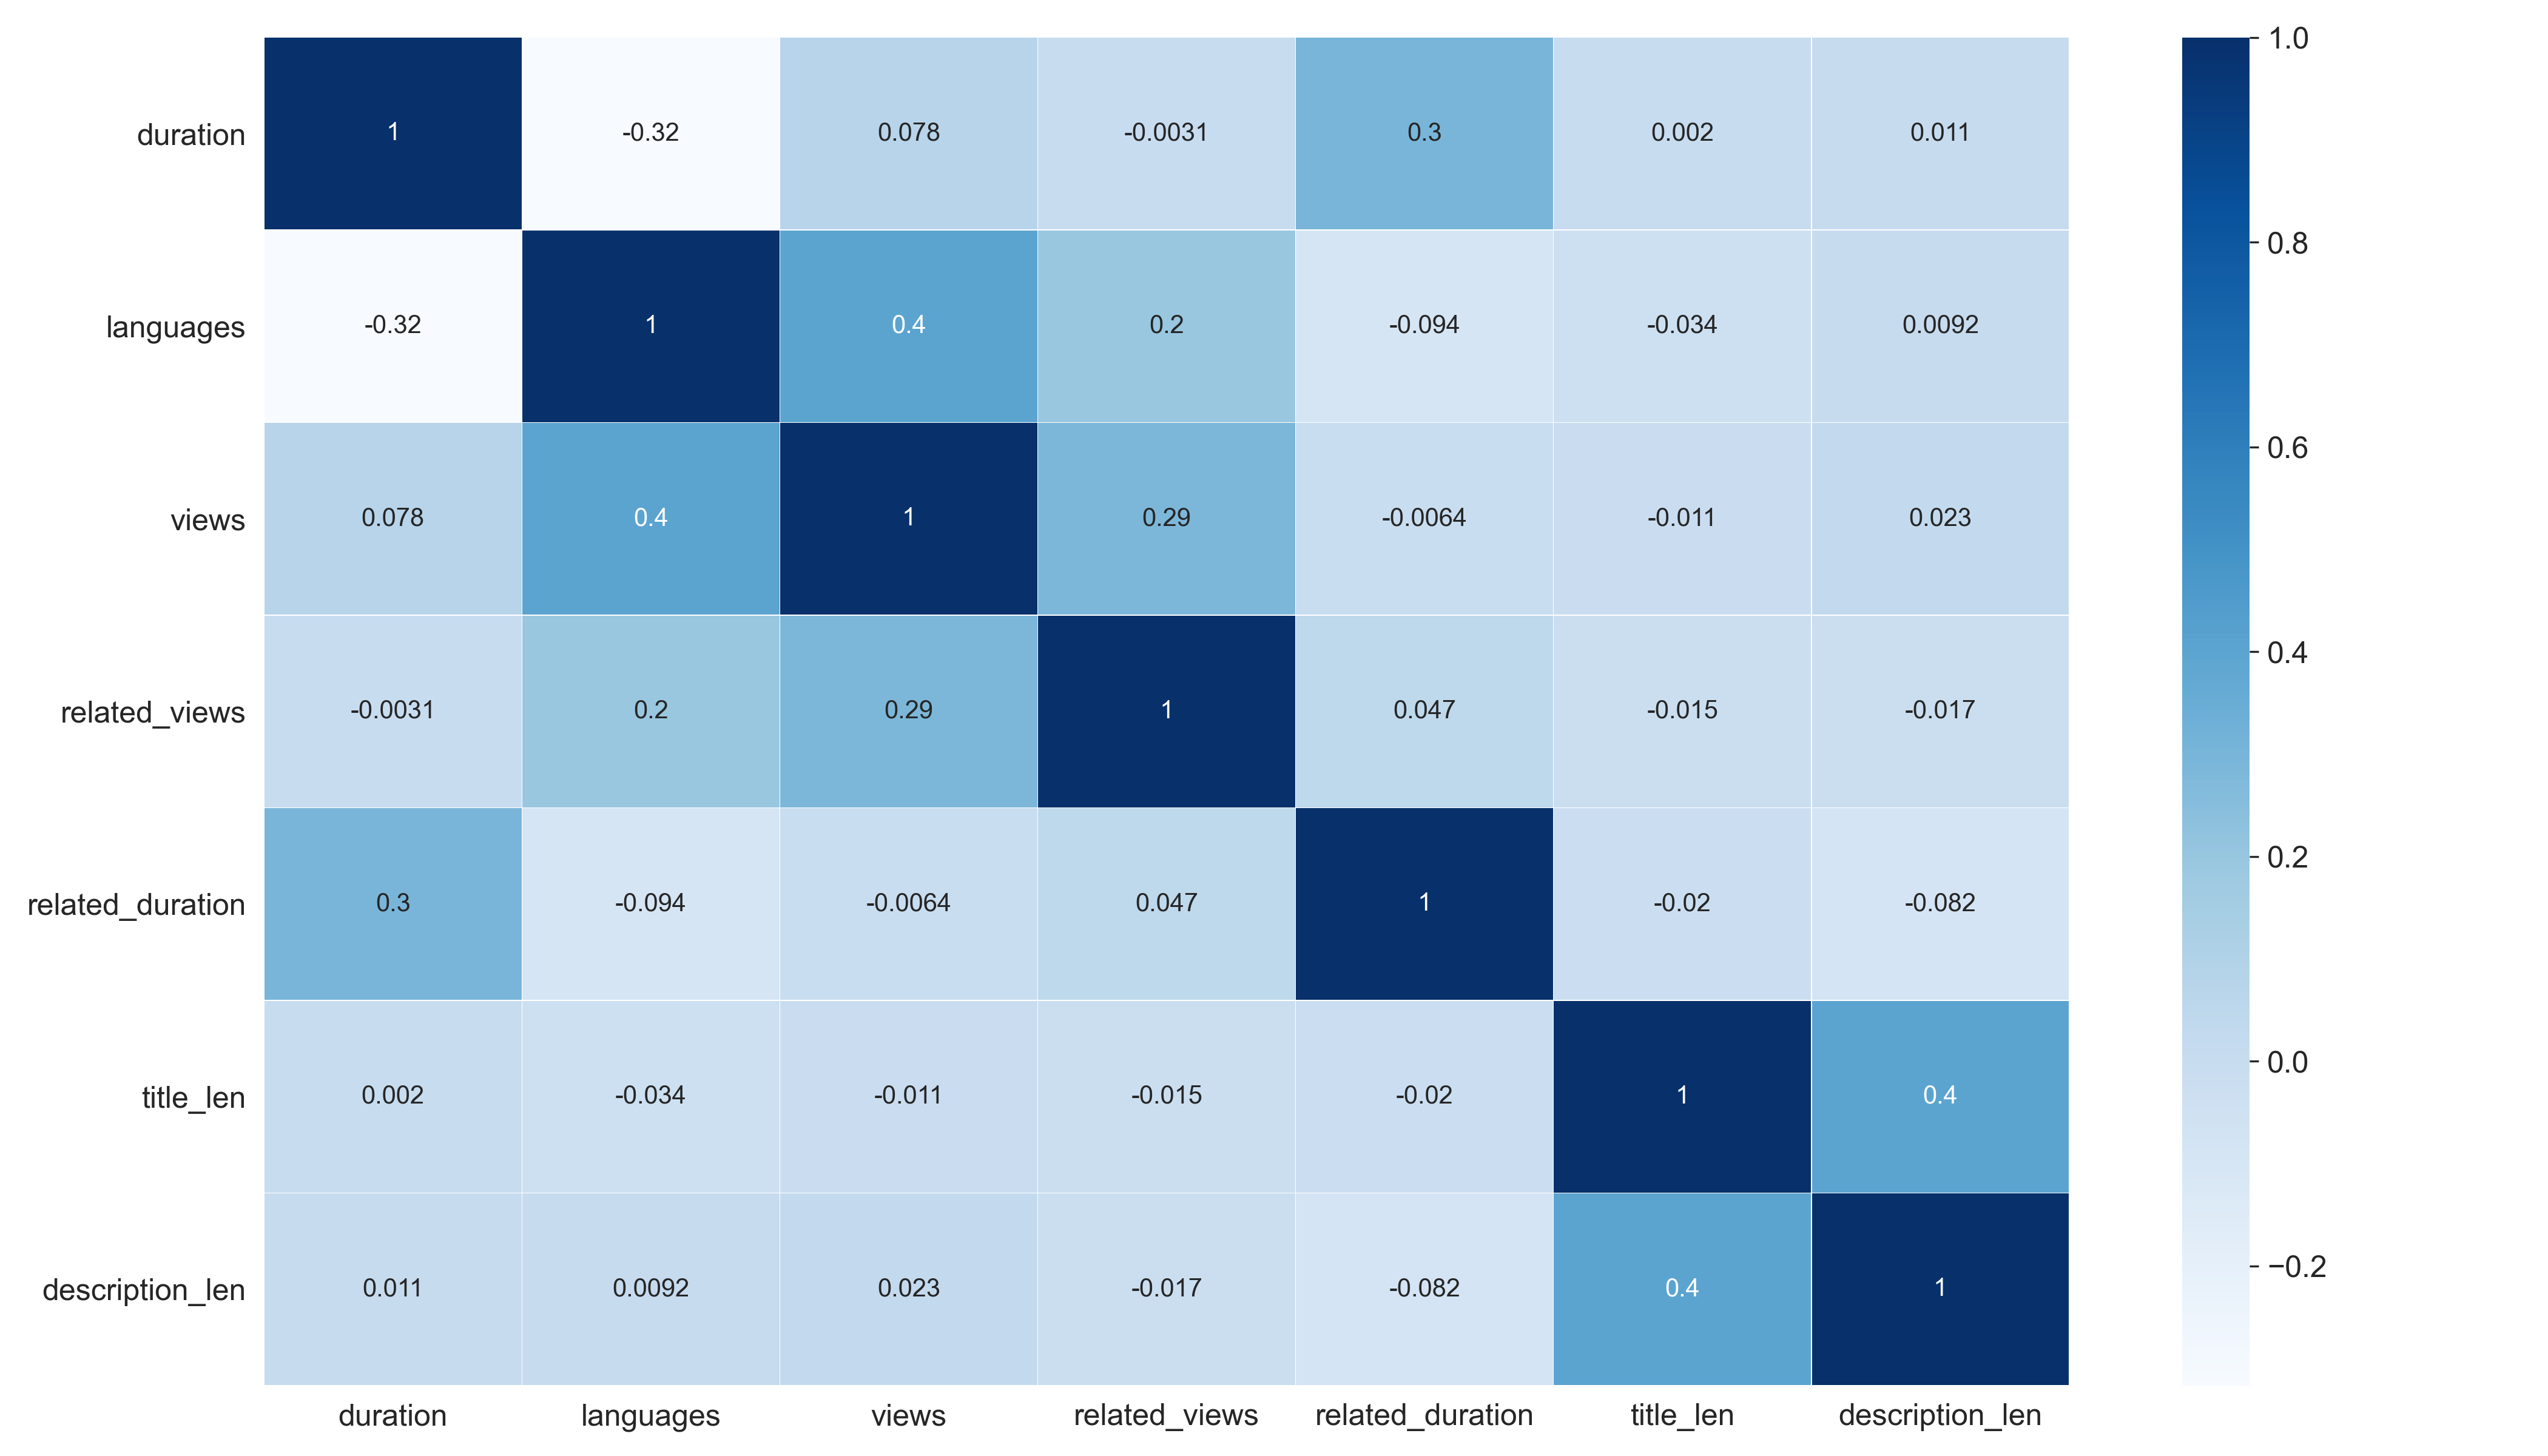 duration 1 -0.32 0.078 -0.0031 0.3 0.002 0.011
languages -0.32 1 0.4 0.2 -0.094 -0.034 0.0092
views 0.078 0.4 1 0.29 -0.0064 -0.011 0.023
related_views -0.0031 0.2 0.29 1 0.047 -0.015 -0.017
related_duration 0.3 -0.094 -0.0064 0.047 1 -0.02 -0.082
title_len 0.002 -0.034 -0.011 -0.015 -0.02 1 0.4
description_len 0.011 0.0092 0.023 -0.017 -0.082 0.4 1
duration languages views related_views related_duration title_len description_len
1.0
0.8
0.6
0.4
0.2
0.0
−0.2